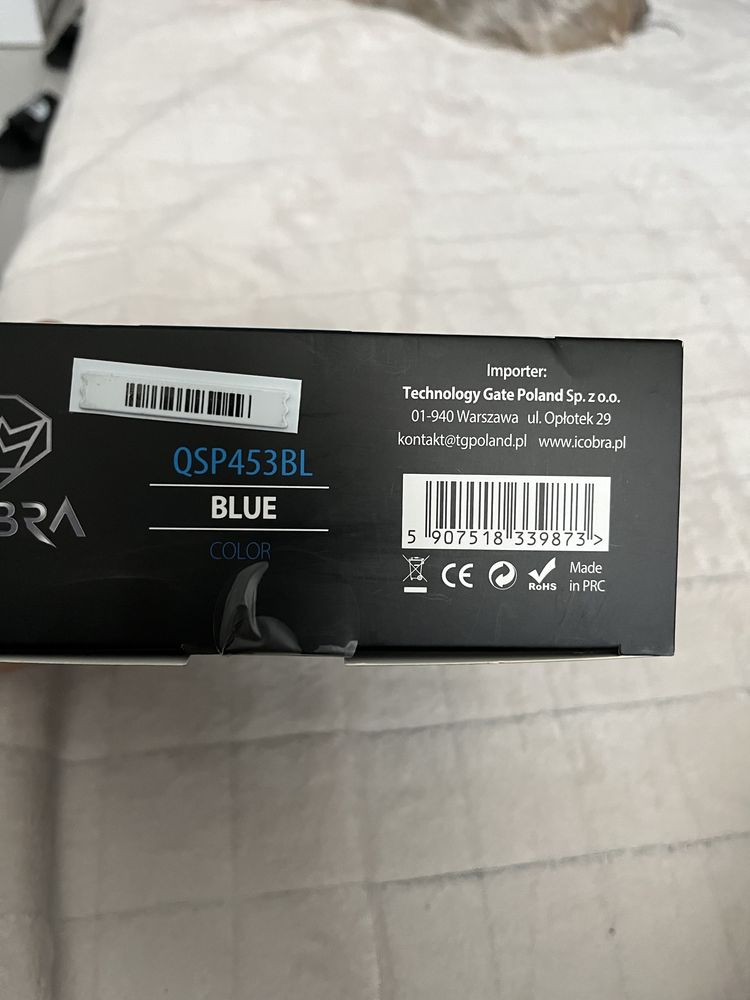 BRA
QSP453BL
BLUE
COLOR
Importer:
Technology Gate Poland Sp. z o.o.
01-940 Warszawa ul. Opłotek 29
kontakt@tgpoland.pl www.icobra.pl
5 907518 339873 >
CE
RoHS
Made
in PRC